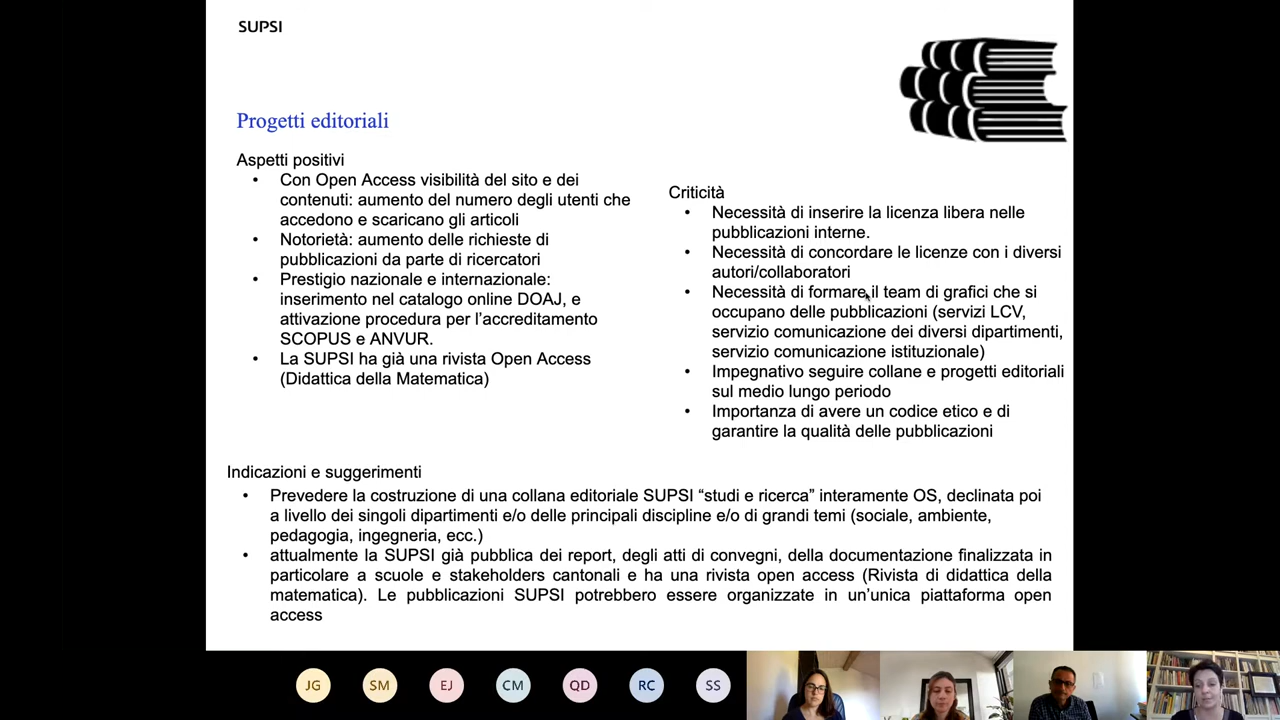 SUPSI
Progetti editoriali
Aspetti positivi
• Con Open Access visibilità del sito e dei
contenuti: aumento del numero degli utenti che
accedono e scaricano gli articoli
• Notorietà: aumento delle richieste di
pubblicazioni da parte di ricercatori
• Prestigio nazionale e internazionale:
inserimento nel catalogo online DOAJ, e
attivazione procedura per l’accreditamento
SCOPUS e ANVUR.
• La SUPSI ha già una rivista Open Access
(Didattica della Matematica)
Criticità
• Necessità di inserire la licenza libera nelle
pubblicazioni interne.
• Necessità di concordare le licenze con i diversi
autori/collaboratori
• Necessità di formare il team di grafici che si
occupano delle pubblicazioni (servizi LCV,
servizio comunicazione dei diversi dipartimenti,
servizio comunicazione istituzionale)
• Impegnativo seguire collane e progetti editoriali
sul medio lungo periodo
• Importanza di avere un codice etico e di
garantire la qualità delle pubblicazioni
Indicazioni e suggerimenti
• Prevedere la costruzione di una collana editoriale SUPSI “studi e ricerca” interamente OS, declinata poi
a livello dei singoli dipartimenti e/o delle principali discipline e/o di grandi temi (sociale, ambiente,
pedagogia, ingegneria, ecc.)
• attualmente la SUPSI già pubblica dei report, degli atti di convegni, della documentazione finalizzata in
particolare a scuole e stakeholders cantonali e ha una rivista open access (Rivista di didattica della
matematica). Le pubblicazioni SUPSI potrebbero essere organizzate in un’unica piattaforma open
access
JG SM EJ CM QD RC SS